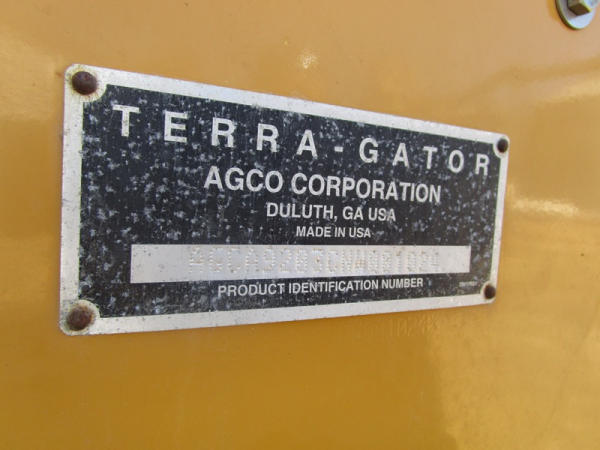 TERRA-GATOR
AGCO CORPORATION
DULUTH, GA USA
MADE IN USA
PRODUCT IDENTIFICATION NUMBER